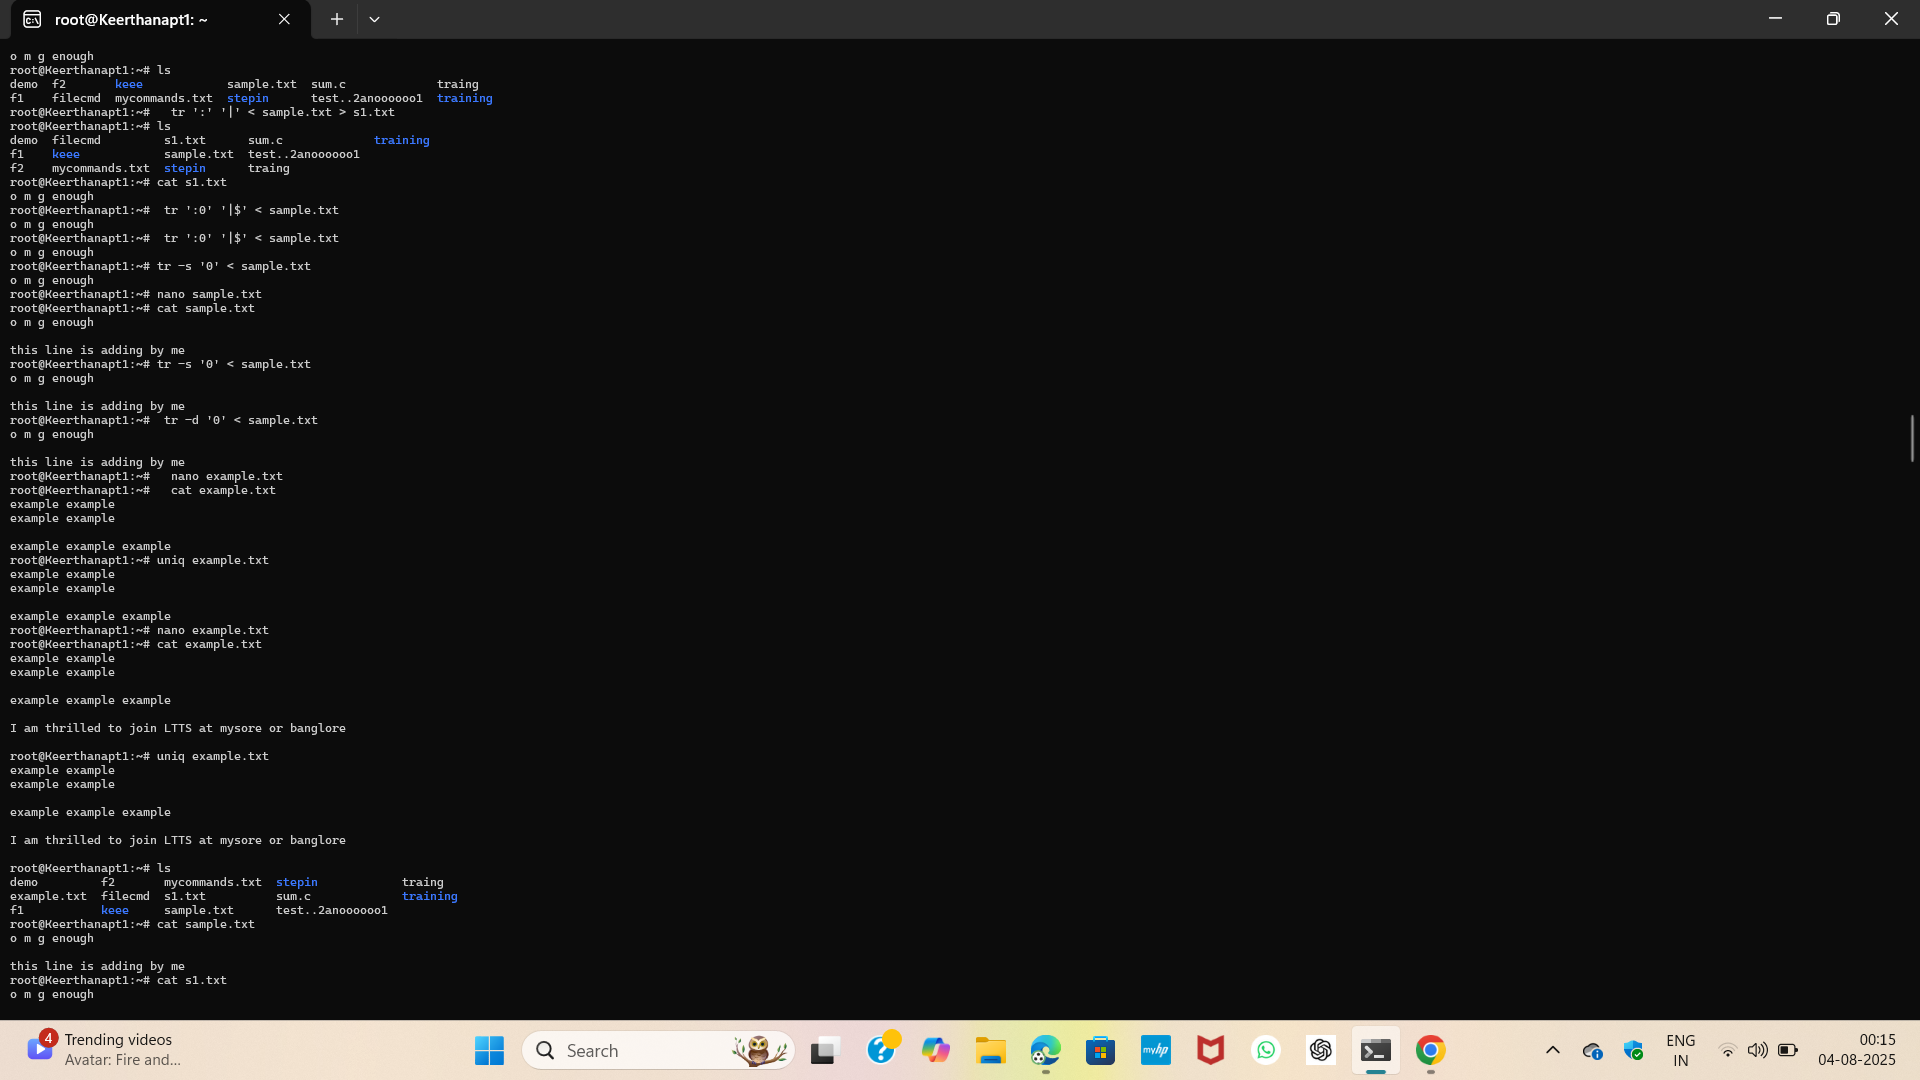 root@Keerthanapt1: ~
o m g enough
root@Keerthanapt1:~# ls
demo  f2       keee            sample.txt  sum.c             traing
f1    filecmd  mycommands.txt  stepin      test..2anoooooo1  training
root@Keerthanapt1:~#   tr ':' '|' < sample.txt > s1.txt
root@Keerthanapt1:~# ls
demo  filecmd         s1.txt      sum.c             training
f1    keee            sample.txt  test..2anoooooo1
f2    mycommands.txt  stepin      traing
root@Keerthanapt1:~# cat s1.txt
o m g enough
root@Keerthanapt1:~#  tr ':0' '|$' < sample.txt
o m g enough
root@Keerthanapt1:~#  tr ':0' '|$' < sample.txt
o m g enough
root@Keerthanapt1:~# tr -s '0' < sample.txt
o m g enough
root@Keerthanapt1:~# nano sample.txt
root@Keerthanapt1:~# cat sample.txt
o m g enough
this line is adding by me
root@Keerthanapt1:~# tr -s '0' < sample.txt
o m g enough
this line is adding by me
root@Keerthanapt1:~#  tr -d '0' < sample.txt
o m g enough
this line is adding by me
root@Keerthanapt1:~#   nano example.txt
root@Keerthanapt1:~#   cat example.txt
example example
example example
example example example
root@Keerthanapt1:~# uniq example.txt
example example
example example
example example example
root@Keerthanapt1:~# nano example.txt
root@Keerthanapt1:~# cat example.txt
example example
example example
example example example
I am thrilled to join LTTS at mysore or banglore
root@Keerthanapt1:~# uniq example.txt
example example
example example
example example example
I am thrilled to join LTTS at mysore or banglore
root@Keerthanapt1:~# ls
demo         f2       mycommands.txt  stepin            traing
example.txt  filecmd  s1.txt          sum.c             training
f1           keee     sample.txt      test..2anoooooo1
root@Keerthanapt1:~# cat sample.txt
o m g enough
this line is adding by me
root@Keerthanapt1:~# cat s1.txt
o m g enough
4 Trending videos
Avatar: Fire and...
Search
myhp
ENG
IN
00:15
04-08-2025